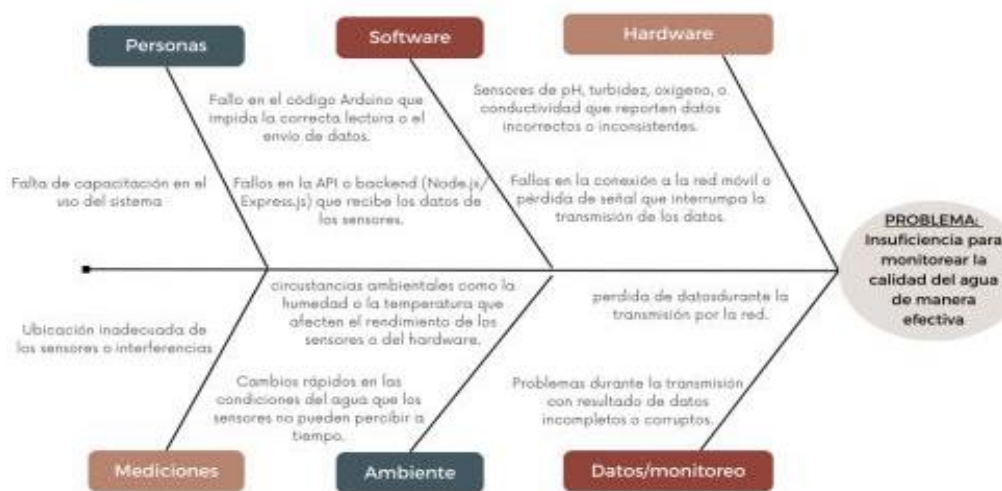 Personas
Software
Hardware
Fallo en el código Arduino que
impida la correcta lectura o el
envío de datos.
Sensores de pH, turbidez, oxígeno, o
conductividad que reporten datos
incorrectos o inconsistentes.
Falta de capacitación en el
uso del sistema
Fallos en la API o backend (Node.js/
Express.js) que recibe los datos de
los sensores.
Fallos en la conexión a la red móvil o
pérdida de señal que interrumpa la
transmisión de los datos.
PROBLEMA:
Insuficiencia para
monitorear la
calidad del agua
de manera
efectiva
Ubicación inadecuada de
los sensores o interferencias
circustancias ambientales como la
humedad o la temperatura que
afecten el rendimiento de los
sensores o del hardware.
perdida de datosdurante la
transmisión por la red.
Cambios rápidos en las
condiciones del agua que los
sensores no pueden percibir a
tiempo.
Problemas durante la transmisión
con resultado de datos
incompletos o corruptos.
Mediciones
Ambiente
Datos/monitoreo